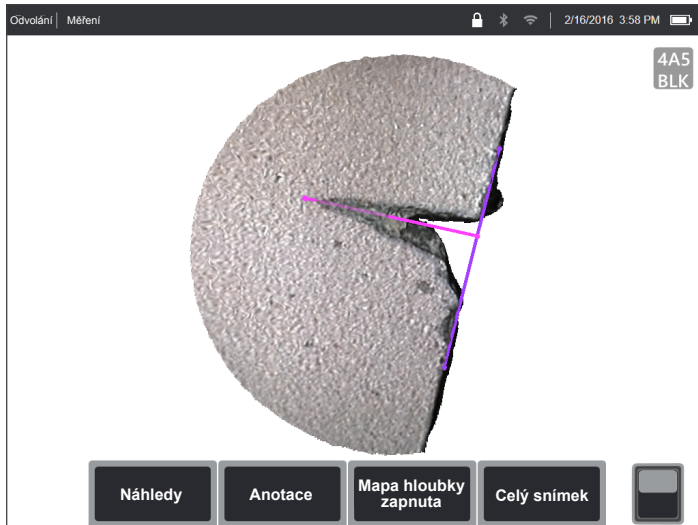 Odvolání | Měření
2/16/2016 3:58 PM
4A5
BLK
Náhledy
Anotace
Mapa hloubky
zapnuta
Celý snímek